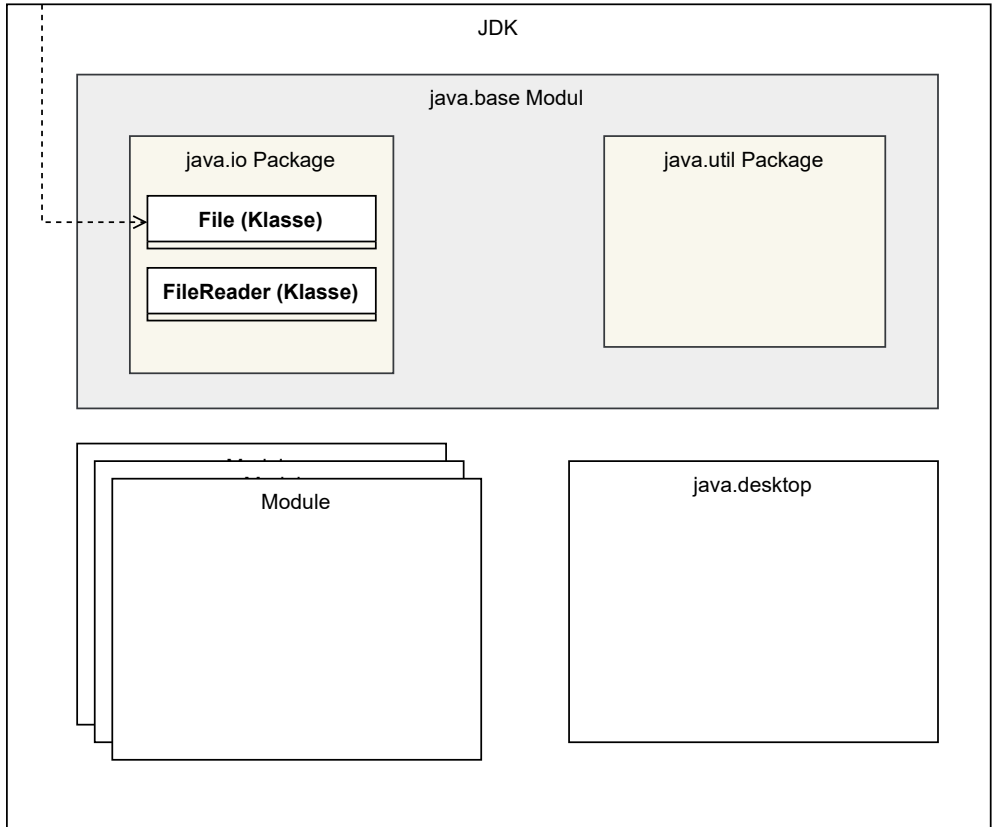 JDK
java.base Modul
java.io Package
java.util Package
File (Klasse)
FileReader (Klasse)
Module
java.desktop